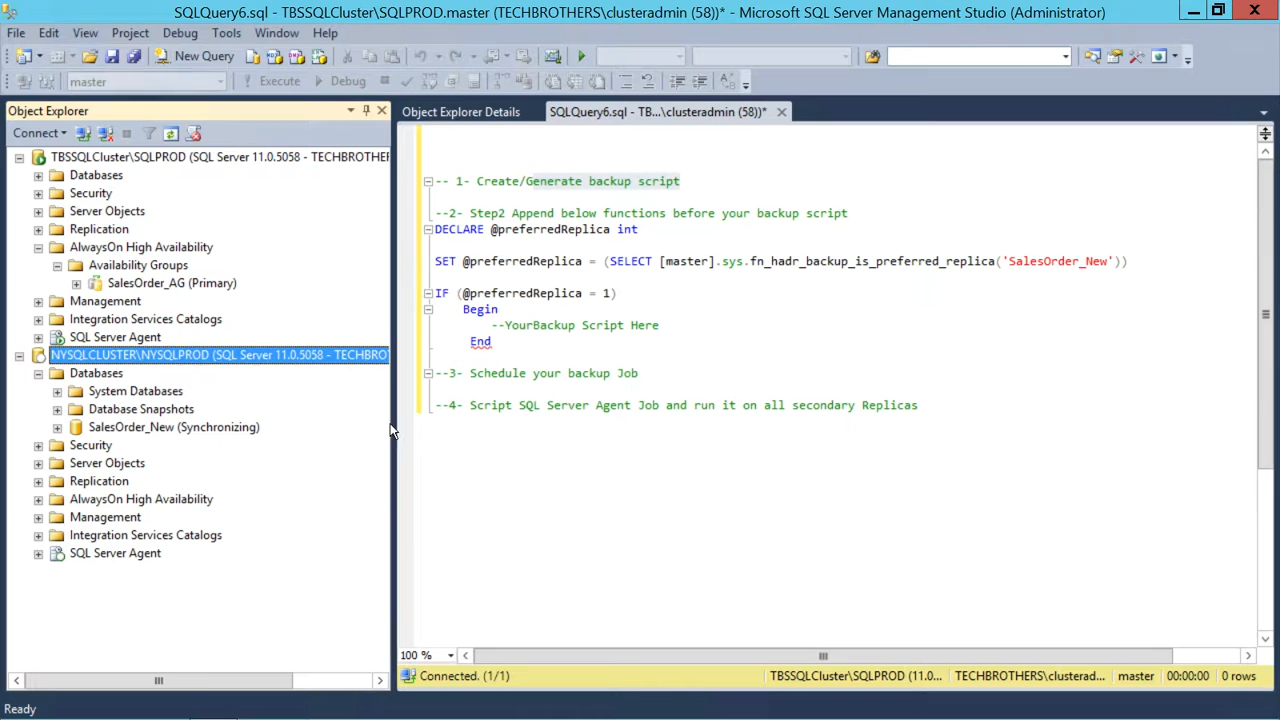 SQLQuery6.sql - TBSSQLCluster\SQLPROD.master (TECHBROTHERS\clusteradmin (58))* - Microsoft SQL Server Management Studio (Administrator)
File Edit View Project Debug Tools Window Help
New Query
master Execute Debug
Object Explorer
Object Explorer Details SQLQuery6.sql - TB...\clusteradmin (58))*
Connect
TBSSQLCluster\SQLPROD (SQL Server 11.0.5058 - TECHBROTHER
Databases
Security
Server Objects
Replication
AlwaysOn High Availability
Availability Groups
SalesOrder_AG (Primary)
Management
Integration Services Catalogs
SQL Server Agent
NYSQLCLUSTER\NYSQLPROD (SQL Server 11.0.5058 - TECHBRO
Databases
System Databases
Database Snapshots
SalesOrder_New (Synchronizing)
Security
Server Objects
Replication
AlwaysOn High Availability
Management
Integration Services Catalogs
SQL Server Agent
-- 1- Create/Generate backup script
--2- Step2 Append below functions before your backup script
DECLARE @preferredReplica int
SET @preferredReplica = (SELECT [master].sys.fn_hadr_backup_is_preferred_replica('SalesOrder_New'))
IF (@preferredReplica = 1)
Begin
--YourBackup Script Here
End
--3- Schedule your backup Job
--4- Script SQL Server Agent Job and run it on all secondary Replicas
100 %
Connected. (1/1) TBSSQLCluster\SQLPROD (11.0... TECHBROTHERS\clusterad... master 00:00:00 0 rows
Ready